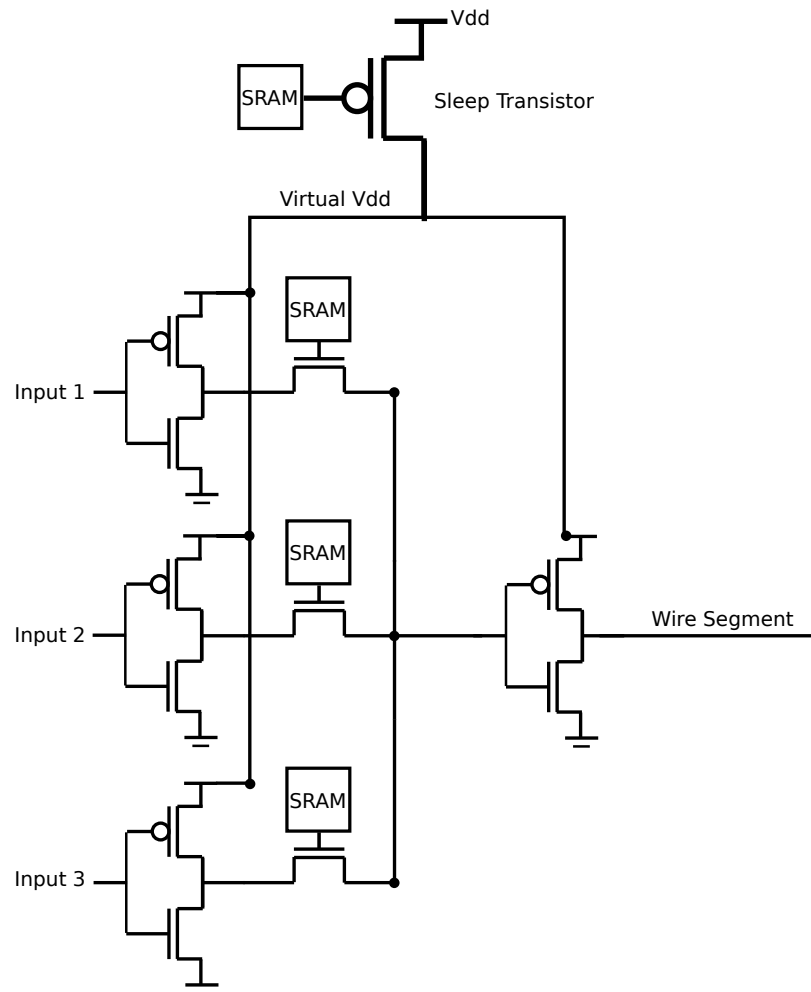 Vdd
SRAM
Sleep Transistor
Virtual Vdd
SRAM
Input 1
SRAM
Input 2
Wire Segment
SRAM
Input 3